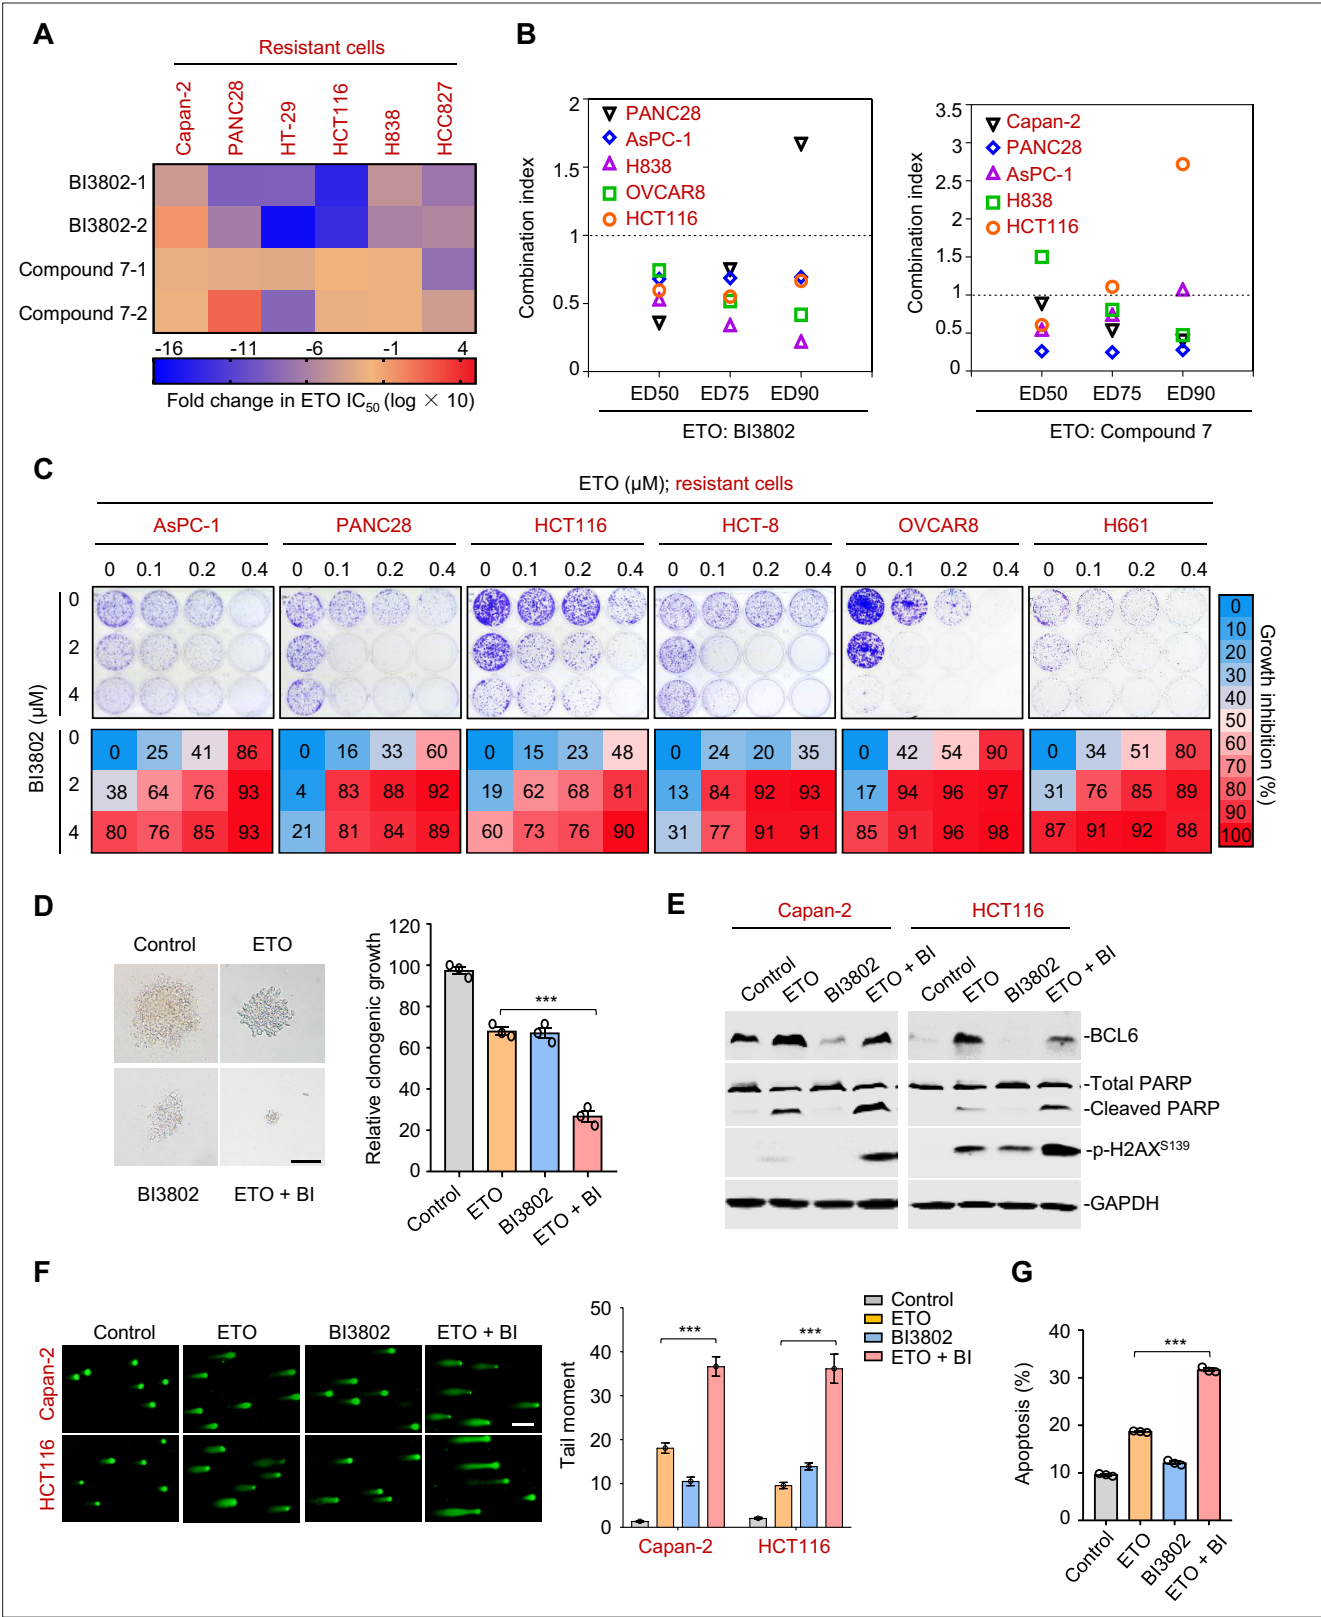 A
Resistant cells
Capan-2
PANC28
HT-29
HCT116
H838
HCC827
BI3802-1
BI3802-2
Compound 7-1
Compound 7-2
-16 -11 -6 -1 4
Fold change in ETO IC50 (log × 10)
B
Combination index
2
1.5
1
0.5
0
PANC28
AsPC-1
H838
OVCAR8
HCT116
ED50 ED75 ED90
ETO: BI3802
Combination index
3.5
3
2.5
2
1.5
1
0.5
0
Capan-2
PANC28
AsPC-1
H838
HCT116
ED50 ED75 ED90
ETO: Compound 7
C
ETO (µM); resistant cells
AsPC-1 PANC28 HCT116 HCT-8 OVCAR8 H661
0 0.1 0.2 0.4 0 0.1 0.2 0.4 0 0.1 0.2 0.4 0 0.1 0.2 0.4 0 0.1 0.2 0.4 0 0.1 0.2 0.4
BI3802 (µM)
0
2
4
0 0 25 41 86 0 16 33 60 0 15 23 48 0 24 20 35 0 42 54 90 0 34 51 80
2 38 64 76 93 4 83 88 92 19 62 68 81 13 84 92 93 17 94 96 97 31 76 85 89
4 80 76 85 93 21 81 84 89 60 73 76 90 31 77 91 91 85 91 96 98 87 91 92 88
0
10
20
30
40
50
60
70
80
90
100
Growth inhibition (%)
D
Control ETO
BI3802 ETO + BI
Relative clonogenic growth
120
100
80
60
40
20
0
***
Control
ETO
BI3802
ETO + BI
E
Capan-2 HCT116
Control
ETO
BI3802
ETO + BI
Control
ETO
BI3802
ETO + BI
-BCL6
-Total PARP
-Cleaved PARP
-p-H2AXS139
-GAPDH
F
Control ETO BI3802 ETO + BI
Capan-2
HCT116
Tail moment
50
40
30
20
10
0
*** ***
Capan-2 HCT116
Control
ETO
BI3802
ETO + BI
G
Apoptosis (%)
40
30
20
10
0
***
Control
ETO
BI3802
ETO + BI